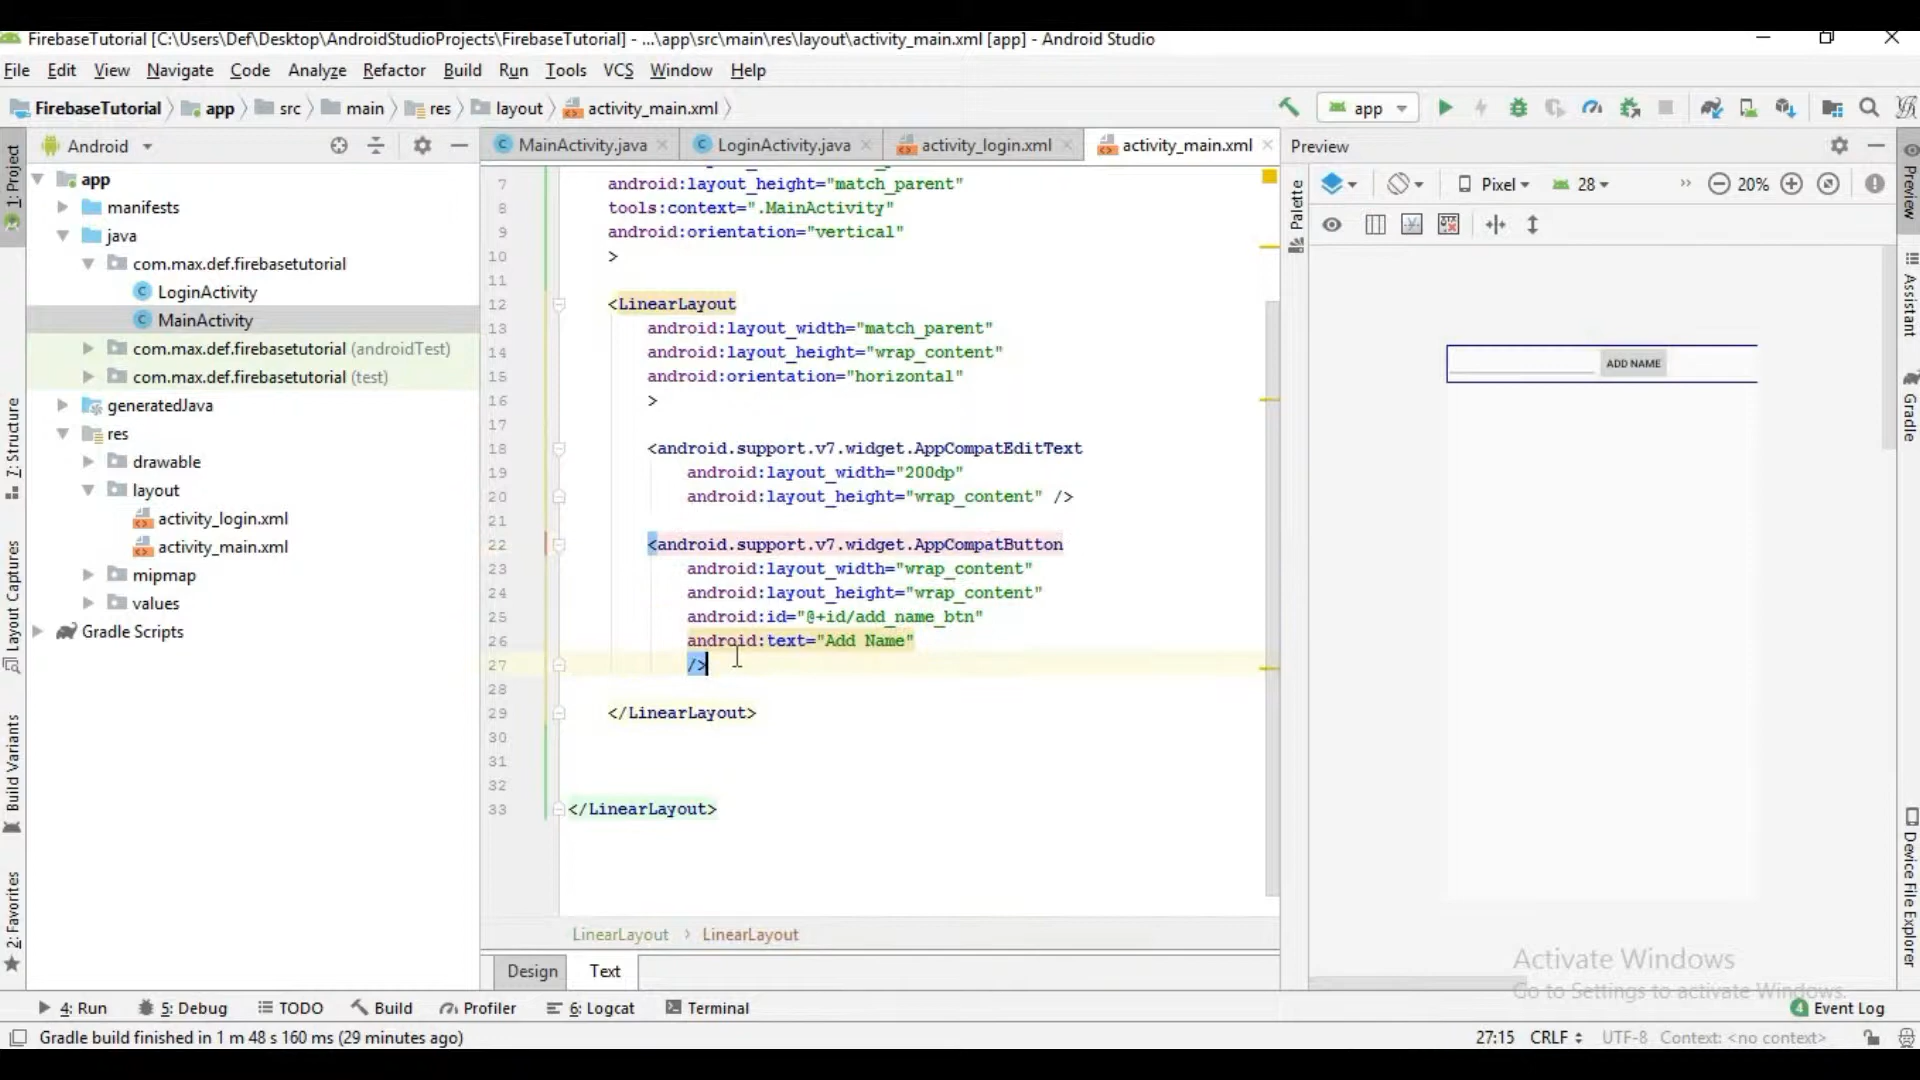 FirebaseTutorial [C:\Users\Def\Desktop\AndroidStudioProjects\FirebaseTutorial] - ...\app\src\main\res\layout\activity_main.xml [app] - Android Studio
File Edit View Navigate Code Analyze Refactor Build Run Tools VCS Window Help
FirebaseTutorial app src main res layout activity_main.xml app
Android
MainActivity.java LoginActivity.java activity_login.xml activity_main.xml Preview
1: Project
7: Structure
Layout Captures
Build Variants
2: Favorites
app
manifests
java
com.max.def.firebasetutorial
LoginActivity
MainActivity
com.max.def.firebasetutorial (androidTest)
com.max.def.firebasetutorial (test)
generatedJava
res
drawable
layout
activity_login.xml
activity_main.xml
mipmap
values
Gradle Scripts
7 android:layout_height="match_parent"
8 tools:context=".MainActivity"
9 android:orientation="vertical"
10 >
11
12 <LinearLayout
13 android:layout_width="match_parent"
14 android:layout_height="wrap_content"
15 android:orientation="horizontal"
16 >
17
18 <android.support.v7.widget.AppCompatEditText
19 android:layout_width="200dp"
20 android:layout_height="wrap_content" />
21
22 <android.support.v7.widget.AppCompatButton
23 android:layout_width="wrap_content"
24 android:layout_height="wrap_content"
25 android:id="@+id/add_name_btn"
26 android:text="Add Name"
27 />
28
29 </LinearLayout>
30
31
32
33 </LinearLayout>
LinearLayout › LinearLayout
Design Text
Palette
Pixel 28 » 20%
ADD NAME
Activate Windows
Go to Settings to activate Windows.
Preview
Assistant
Gradle
Device File Explorer
4: Run 5: Debug TODO Build Profiler 6: Logcat Terminal 4 Event Log
Gradle build finished in 1 m 48 s 160 ms (29 minutes ago) 27:15 CRLF UTF-8 Context: <no context>